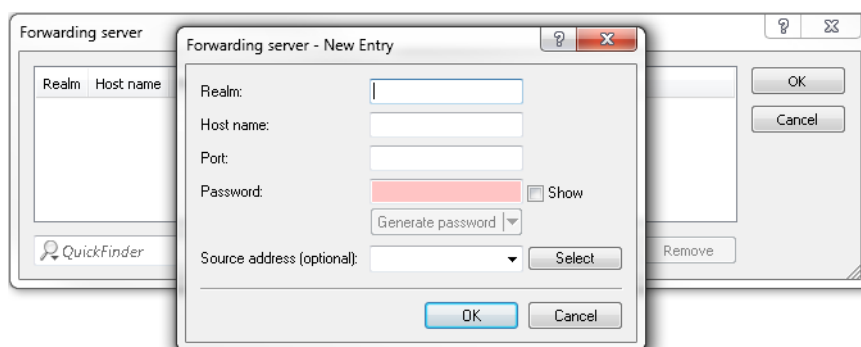 Forwarding server
Forwarding server - New Entry
Realm Host name
OK
Cancel
Realm:
Host name:
Port:
Password:
Show
Generate password
Source address (optional):
Select
QuickFinder
Remove
OK
Cancel